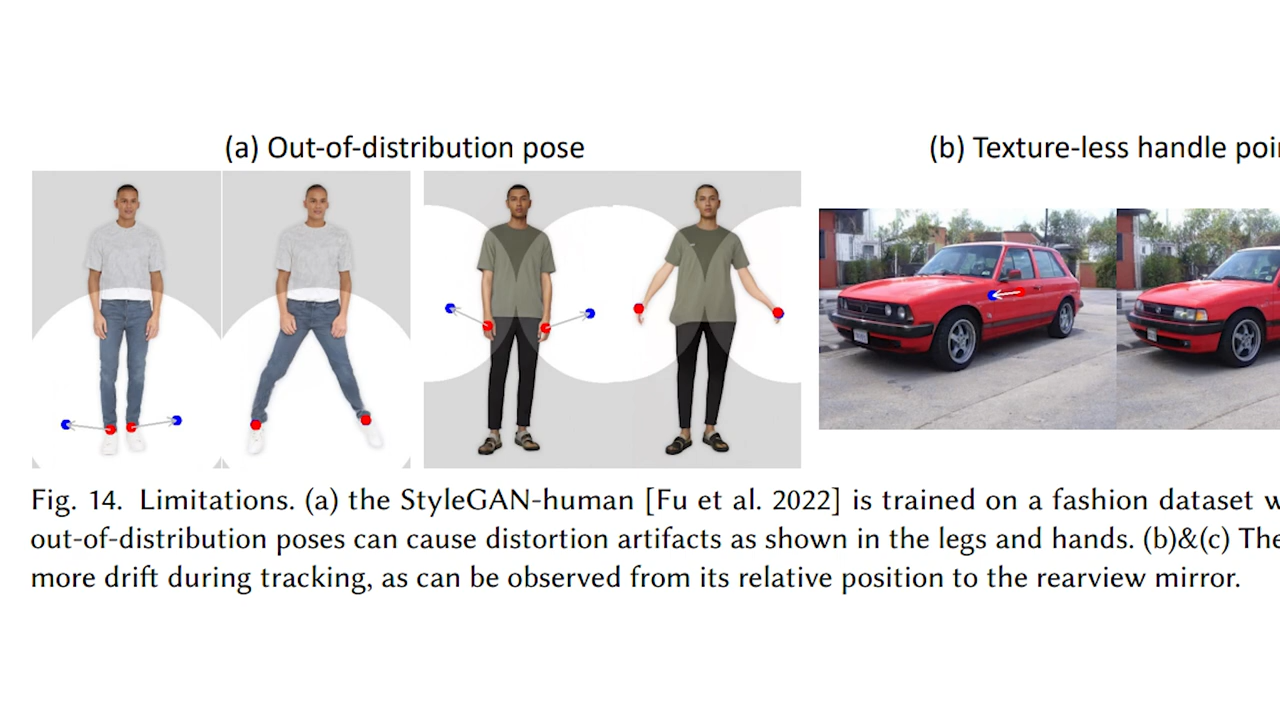 (a) Out-of-distribution pose
(b) Texture-less handle
Fig. 14. Limitations. (a) the StyleGAN-human [Fu et al. 2022] is trained on a fashion dataset
out-of-distribution poses can cause distortion artifacts as shown in the legs and hands. (b)&(c) The
more drift during tracking, as can be observed from its relative position to the rearview mirror.